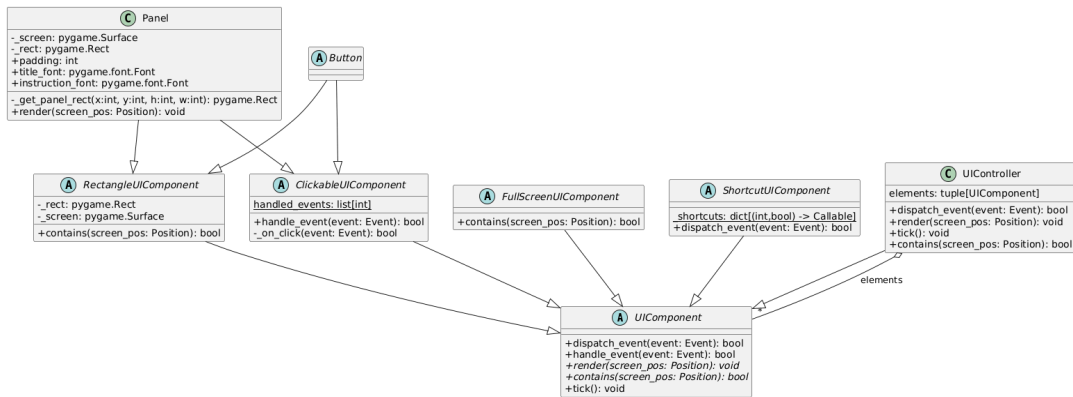 C Panel
-_screen: pygame.Surface
-_rect: pygame.Rect
+padding: int
+title_font: pygame.font.Font
+instruction_font: pygame.font.Font
-_get_panel_rect(x:int, y:int, h:int, w:int): pygame.Rect
+render(screen_pos: Position): void
A Button
A RectangleUIComponent
-_rect: pygame.Rect
-_screen: pygame.Surface
+contains(screen_pos: Position): bool
A ClickableUIComponent
handled_events: list[int]
+handle_event(event: Event): bool
-_on_click(event: Event): bool
A FullScreenUIComponent
+contains(screen_pos: Position): bool
A ShortcutUIComponent
_shortcuts: dict[(int,bool) -> Callable]
+dispatch_event(event: Event): bool
C UIController
elements: tuple[UIComponent]
+dispatch_event(event: Event): bool
+render(screen_pos: Position): void
+tick(): void
+contains(screen_pos: Position): bool
elements
*
A UIComponent
+dispatch_event(event: Event): bool
+handle_event(event: Event): bool
+render(screen_pos: Position): void
+contains(screen_pos: Position): bool
+tick(): void